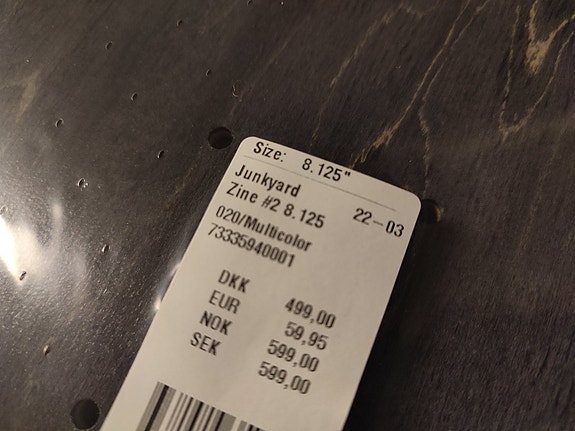 Size: 8.125"
Junkyard
Zine #2 8.125 22-03
020/Multicolor
73335940001
DKK 499,00
EUR 59,95
NOK 599,00
SEK 599,00